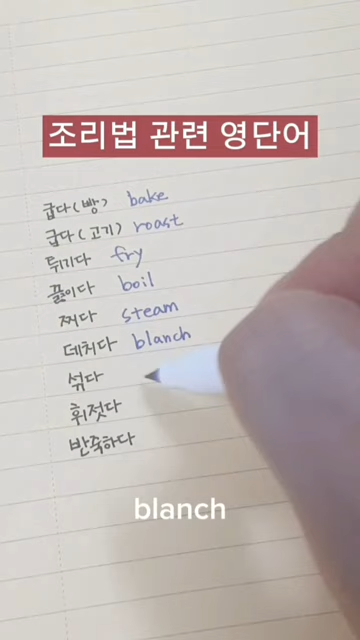 조리법 관련 영단어
굽다(빵) bake
굽다(고기) roast
튀기다 fry
끓이다 boil
찌다 steam
데치다 blanch
섞다
휘젓다
반죽하다
blanch